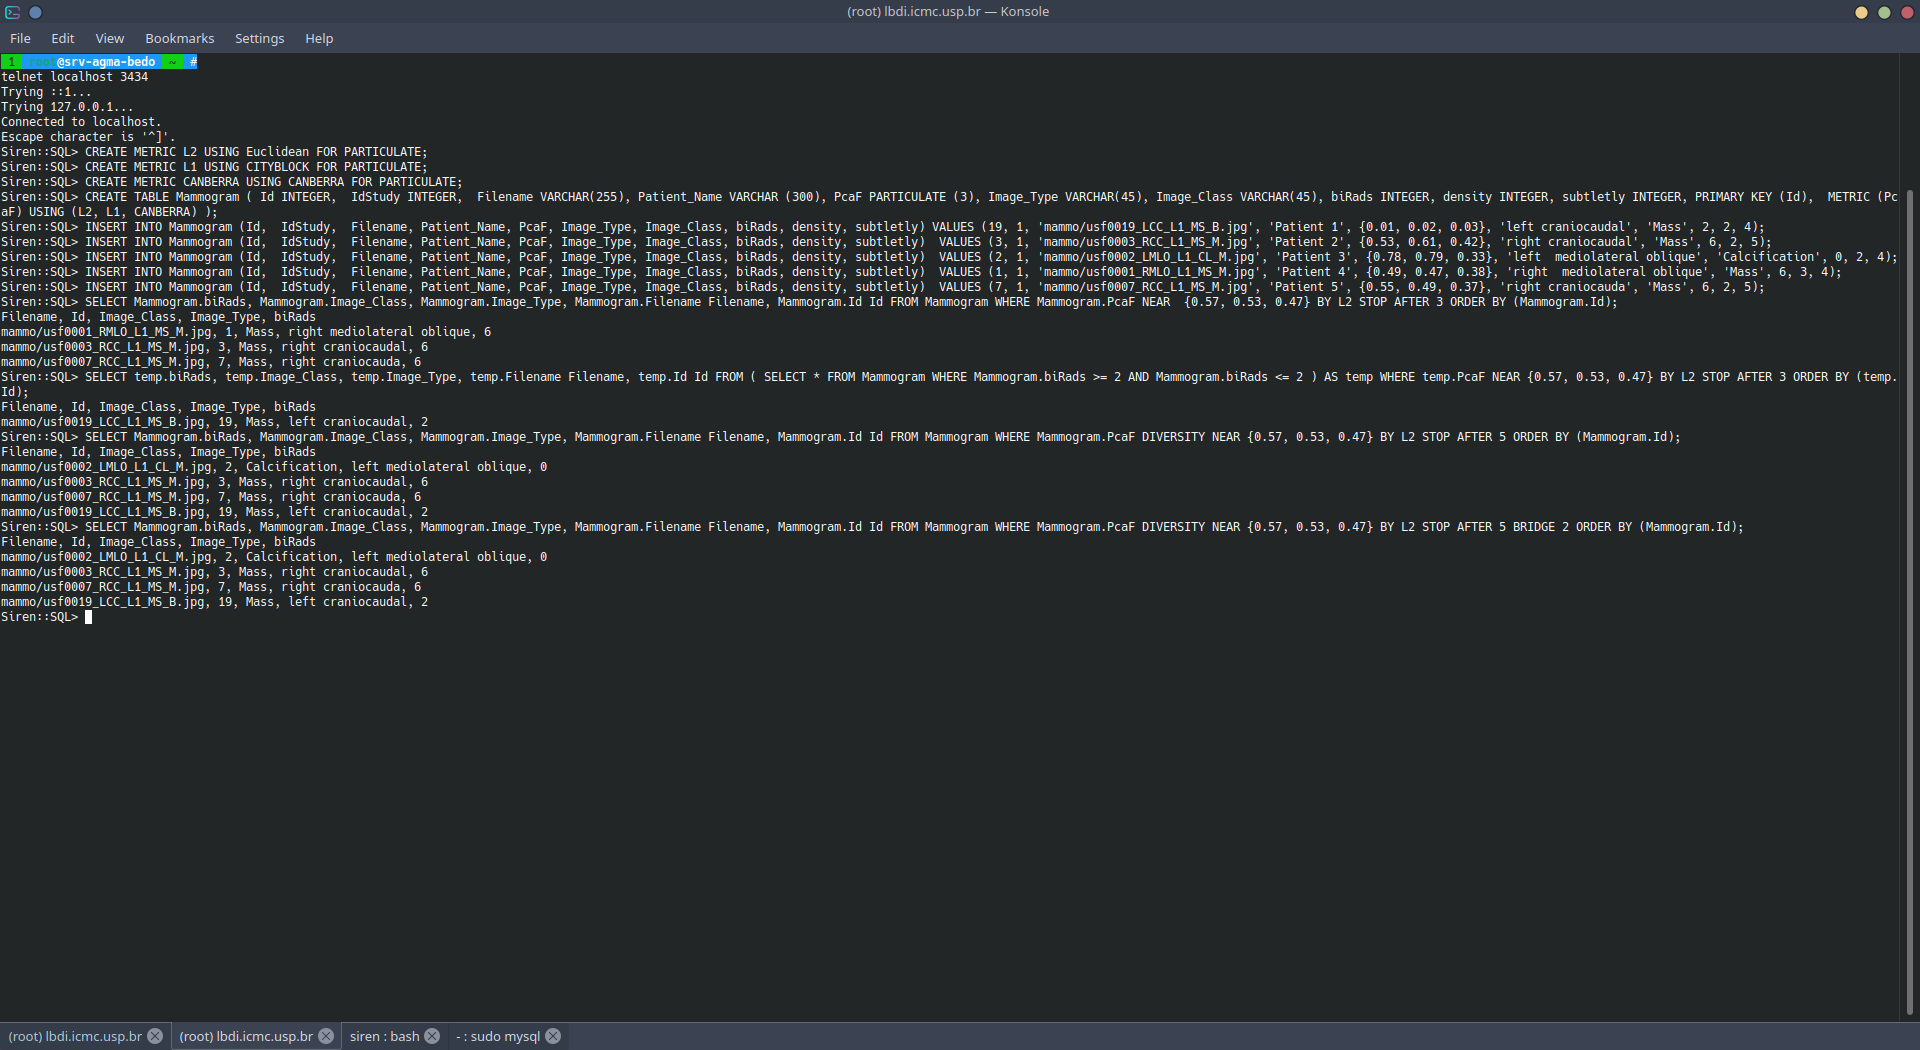 (root) lbdi.icmc.usp.br — Konsole
File Edit View Bookmarks Settings Help
1 root@srv-agma-bedo ~ #
telnet localhost 3434
Trying ::1...
Trying 127.0.0.1...
Connected to localhost.
Escape character is '^]'.
Siren::SQL> CREATE METRIC L2 USING Euclidean FOR PARTICULATE;
Siren::SQL> CREATE METRIC L1 USING CITYBLOCK FOR PARTICULATE;
Siren::SQL> CREATE METRIC CANBERRA USING CANBERRA FOR PARTICULATE;
Siren::SQL> CREATE TABLE Mammogram ( Id INTEGER,  IdStudy INTEGER,  Filename VARCHAR(255), Patient_Name VARCHAR (300), PcaF PARTICULATE (3), Image_Type VARCHAR(45), Image_Class VARCHAR(45), biRads INTEGER, density INTEGER, subtletly INTEGER, PRIMARY KEY (Id),  METRIC (Pc
aF) USING (L2, L1, CANBERRA) );
Siren::SQL> INSERT INTO Mammogram (Id,  IdStudy,  Filename, Patient_Name, PcaF, Image_Type, Image_Class, biRads, density, subtletly) VALUES (19, 1, 'mammo/usf0019_LCC_L1_MS_B.jpg', 'Patient 1', {0.01, 0.02, 0.03}, 'left craniocaudal', 'Mass', 2, 2, 4);
Siren::SQL> INSERT INTO Mammogram (Id,  IdStudy,  Filename, Patient_Name, PcaF, Image_Type, Image_Class, biRads, density, subtletly)  VALUES (3, 1, 'mammo/usf0003_RCC_L1_MS_M.jpg', 'Patient 2', {0.53, 0.61, 0.42}, 'right craniocaudal', 'Mass', 6, 2, 5);
Siren::SQL> INSERT INTO Mammogram (Id,  IdStudy,  Filename, Patient_Name, PcaF, Image_Type, Image_Class, biRads, density, subtletly)  VALUES (2, 1, 'mammo/usf0002_LMLO_L1_CL_M.jpg', 'Patient 3', {0.78, 0.79, 0.33}, 'left  mediolateral oblique', 'Calcification', 0, 2, 4);
Siren::SQL> INSERT INTO Mammogram (Id,  IdStudy,  Filename, Patient_Name, PcaF, Image_Type, Image_Class, biRads, density, subtletly)  VALUES (1, 1, 'mammo/usf0001_RMLO_L1_MS_M.jpg', 'Patient 4', {0.49, 0.47, 0.38}, 'right  mediolateral oblique', 'Mass', 6, 3, 4);
Siren::SQL> INSERT INTO Mammogram (Id,  IdStudy,  Filename, Patient_Name, PcaF, Image_Type, Image_Class, biRads, density, subtletly)  VALUES (7, 1, 'mammo/usf0007_RCC_L1_MS_M.jpg', 'Patient 5', {0.55, 0.49, 0.37}, 'right craniocauda', 'Mass', 6, 2, 5);
Siren::SQL> SELECT Mammogram.biRads, Mammogram.Image_Class, Mammogram.Image_Type, Mammogram.Filename Filename, Mammogram.Id Id FROM Mammogram WHERE Mammogram.PcaF NEAR  {0.57, 0.53, 0.47} BY L2 STOP AFTER 3 ORDER BY (Mammogram.Id);
Filename, Id, Image_Class, Image_Type, biRads
mammo/usf0001_RMLO_L1_MS_M.jpg, 1, Mass, right mediolateral oblique, 6
mammo/usf0003_RCC_L1_MS_M.jpg, 3, Mass, right craniocaudal, 6
mammo/usf0007_RCC_L1_MS_M.jpg, 7, Mass, right craniocauda, 6
Siren::SQL> SELECT temp.biRads, temp.Image_Class, temp.Image_Type, temp.Filename Filename, temp.Id Id FROM ( SELECT * FROM Mammogram WHERE Mammogram.biRads >= 2 AND Mammogram.biRads <= 2 ) AS temp WHERE temp.PcaF NEAR {0.57, 0.53, 0.47} BY L2 STOP AFTER 3 ORDER BY (temp.
Id);
Filename, Id, Image_Class, Image_Type, biRads
mammo/usf0019_LCC_L1_MS_B.jpg, 19, Mass, left craniocaudal, 2
Siren::SQL> SELECT Mammogram.biRads, Mammogram.Image_Class, Mammogram.Image_Type, Mammogram.Filename Filename, Mammogram.Id Id FROM Mammogram WHERE Mammogram.PcaF DIVERSITY NEAR {0.57, 0.53, 0.47} BY L2 STOP AFTER 5 ORDER BY (Mammogram.Id);
Filename, Id, Image_Class, Image_Type, biRads
mammo/usf0002_LMLO_L1_CL_M.jpg, 2, Calcification, left mediolateral oblique, 0
mammo/usf0003_RCC_L1_MS_M.jpg, 3, Mass, right craniocaudal, 6
mammo/usf0007_RCC_L1_MS_M.jpg, 7, Mass, right craniocauda, 6
mammo/usf0019_LCC_L1_MS_B.jpg, 19, Mass, left craniocaudal, 2
Siren::SQL> SELECT Mammogram.biRads, Mammogram.Image_Class, Mammogram.Image_Type, Mammogram.Filename Filename, Mammogram.Id Id FROM Mammogram WHERE Mammogram.PcaF DIVERSITY NEAR {0.57, 0.53, 0.47} BY L2 STOP AFTER 5 BRIDGE 2 ORDER BY (Mammogram.Id);
Filename, Id, Image_Class, Image_Type, biRads
mammo/usf0002_LMLO_L1_CL_M.jpg, 2, Calcification, left mediolateral oblique, 0
mammo/usf0003_RCC_L1_MS_M.jpg, 3, Mass, right craniocaudal, 6
mammo/usf0007_RCC_L1_MS_M.jpg, 7, Mass, right craniocauda, 6
mammo/usf0019_LCC_L1_MS_B.jpg, 19, Mass, left craniocaudal, 2
Siren::SQL>
(root) lbdi.icmc.usp.br (root) lbdi.icmc.usp.br siren : bash - : sudo mysql